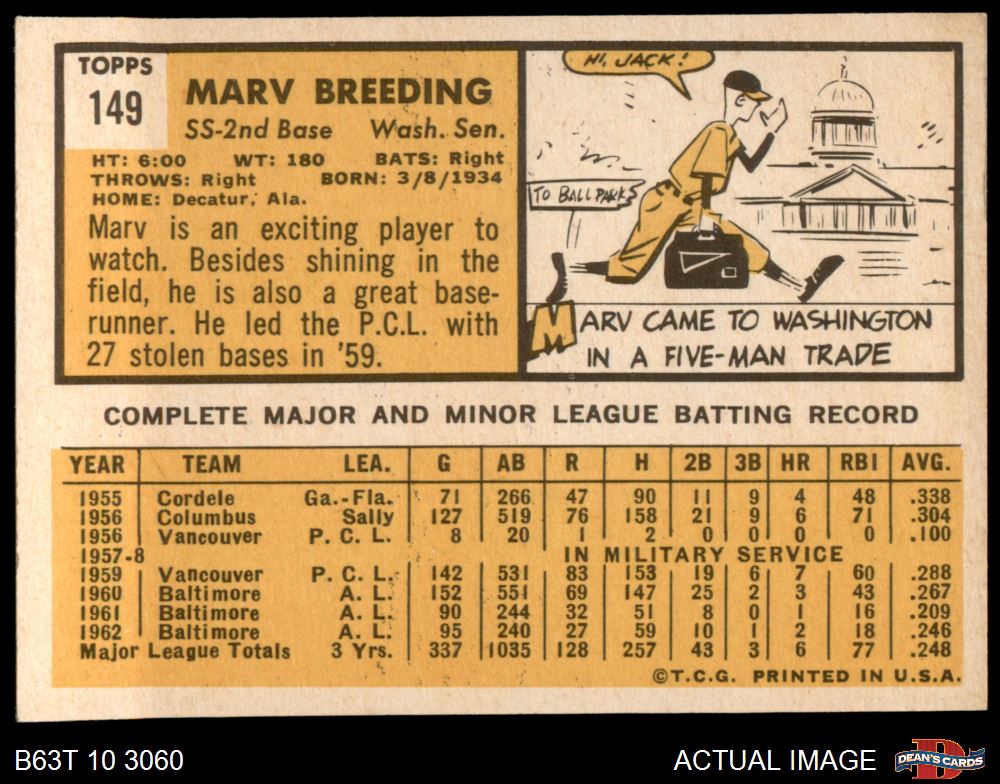 TOPPS
149
MARV BREEDING
SS-2nd Base Wash. Sen.
HT: 6:00 WT: 180 BATS: Right
THROWS: Right BORN: 3/8/1934
HOME: Decatur, Ala.
Marv is an exciting player to
watch. Besides shining in the
field, he is also a great base-
runner. He led the P.C.L. with
27 stolen bases in '59.
HI, JACK!
TO BALL PARK
MARV CAME TO WASHINGTON
IN A FIVE-MAN TRADE
COMPLETE MAJOR AND MINOR LEAGUE BATTING RECORD
YEAR TEAM LEA. G AB R H 2B 3B HR RBI AVG.
1955 Cordele Ga.-Fla. 71 266 47 90 11 9 4 48 .338
1956 Columbus Sally 127 519 76 158 21 9 6 71 .304
1956 Vancouver P. C. L. 8 20 1 2 0 0 0 0 .100
1957-8 IN MILITARY SERVICE
1959 Vancouver P. C. L. 142 531 83 153 19 6 7 60 .288
1960 Baltimore A. L. 152 551 69 147 25 2 3 43 .267
1961 Baltimore A. L. 90 244 32 51 8 0 1 16 .209
1962 Baltimore A. L. 95 240 27 59 10 1 2 18 .246
Major League Totals 3 Yrs. 337 1035 128 257 43 3 6 77 .248
©T.C.G. PRINTED IN U.S.A.
B63T 10 3060
ACTUAL IMAGE
DEAN'S CARDS